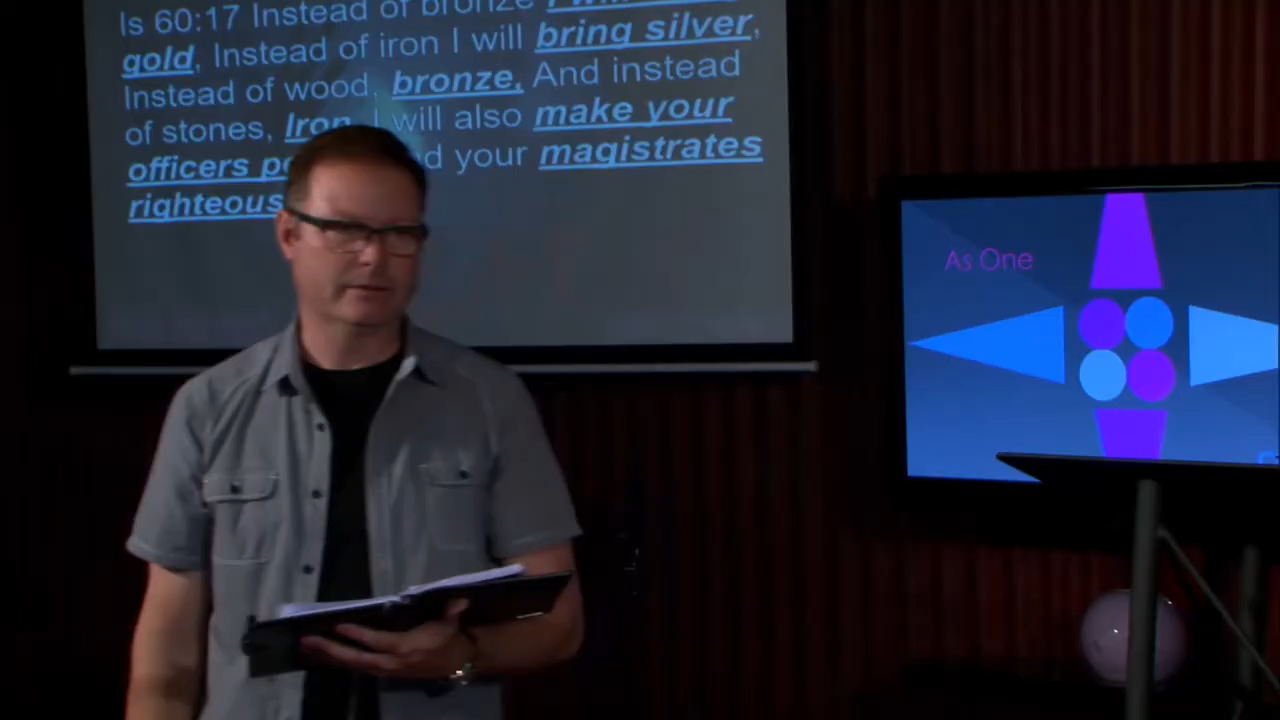 Is 60:17 Instead of bronze I will
gold, Instead of iron I will bring silver,
Instead of wood, bronze, And instead
of stones, Iron. I will also make your
officers your magistrates
righteous
As One